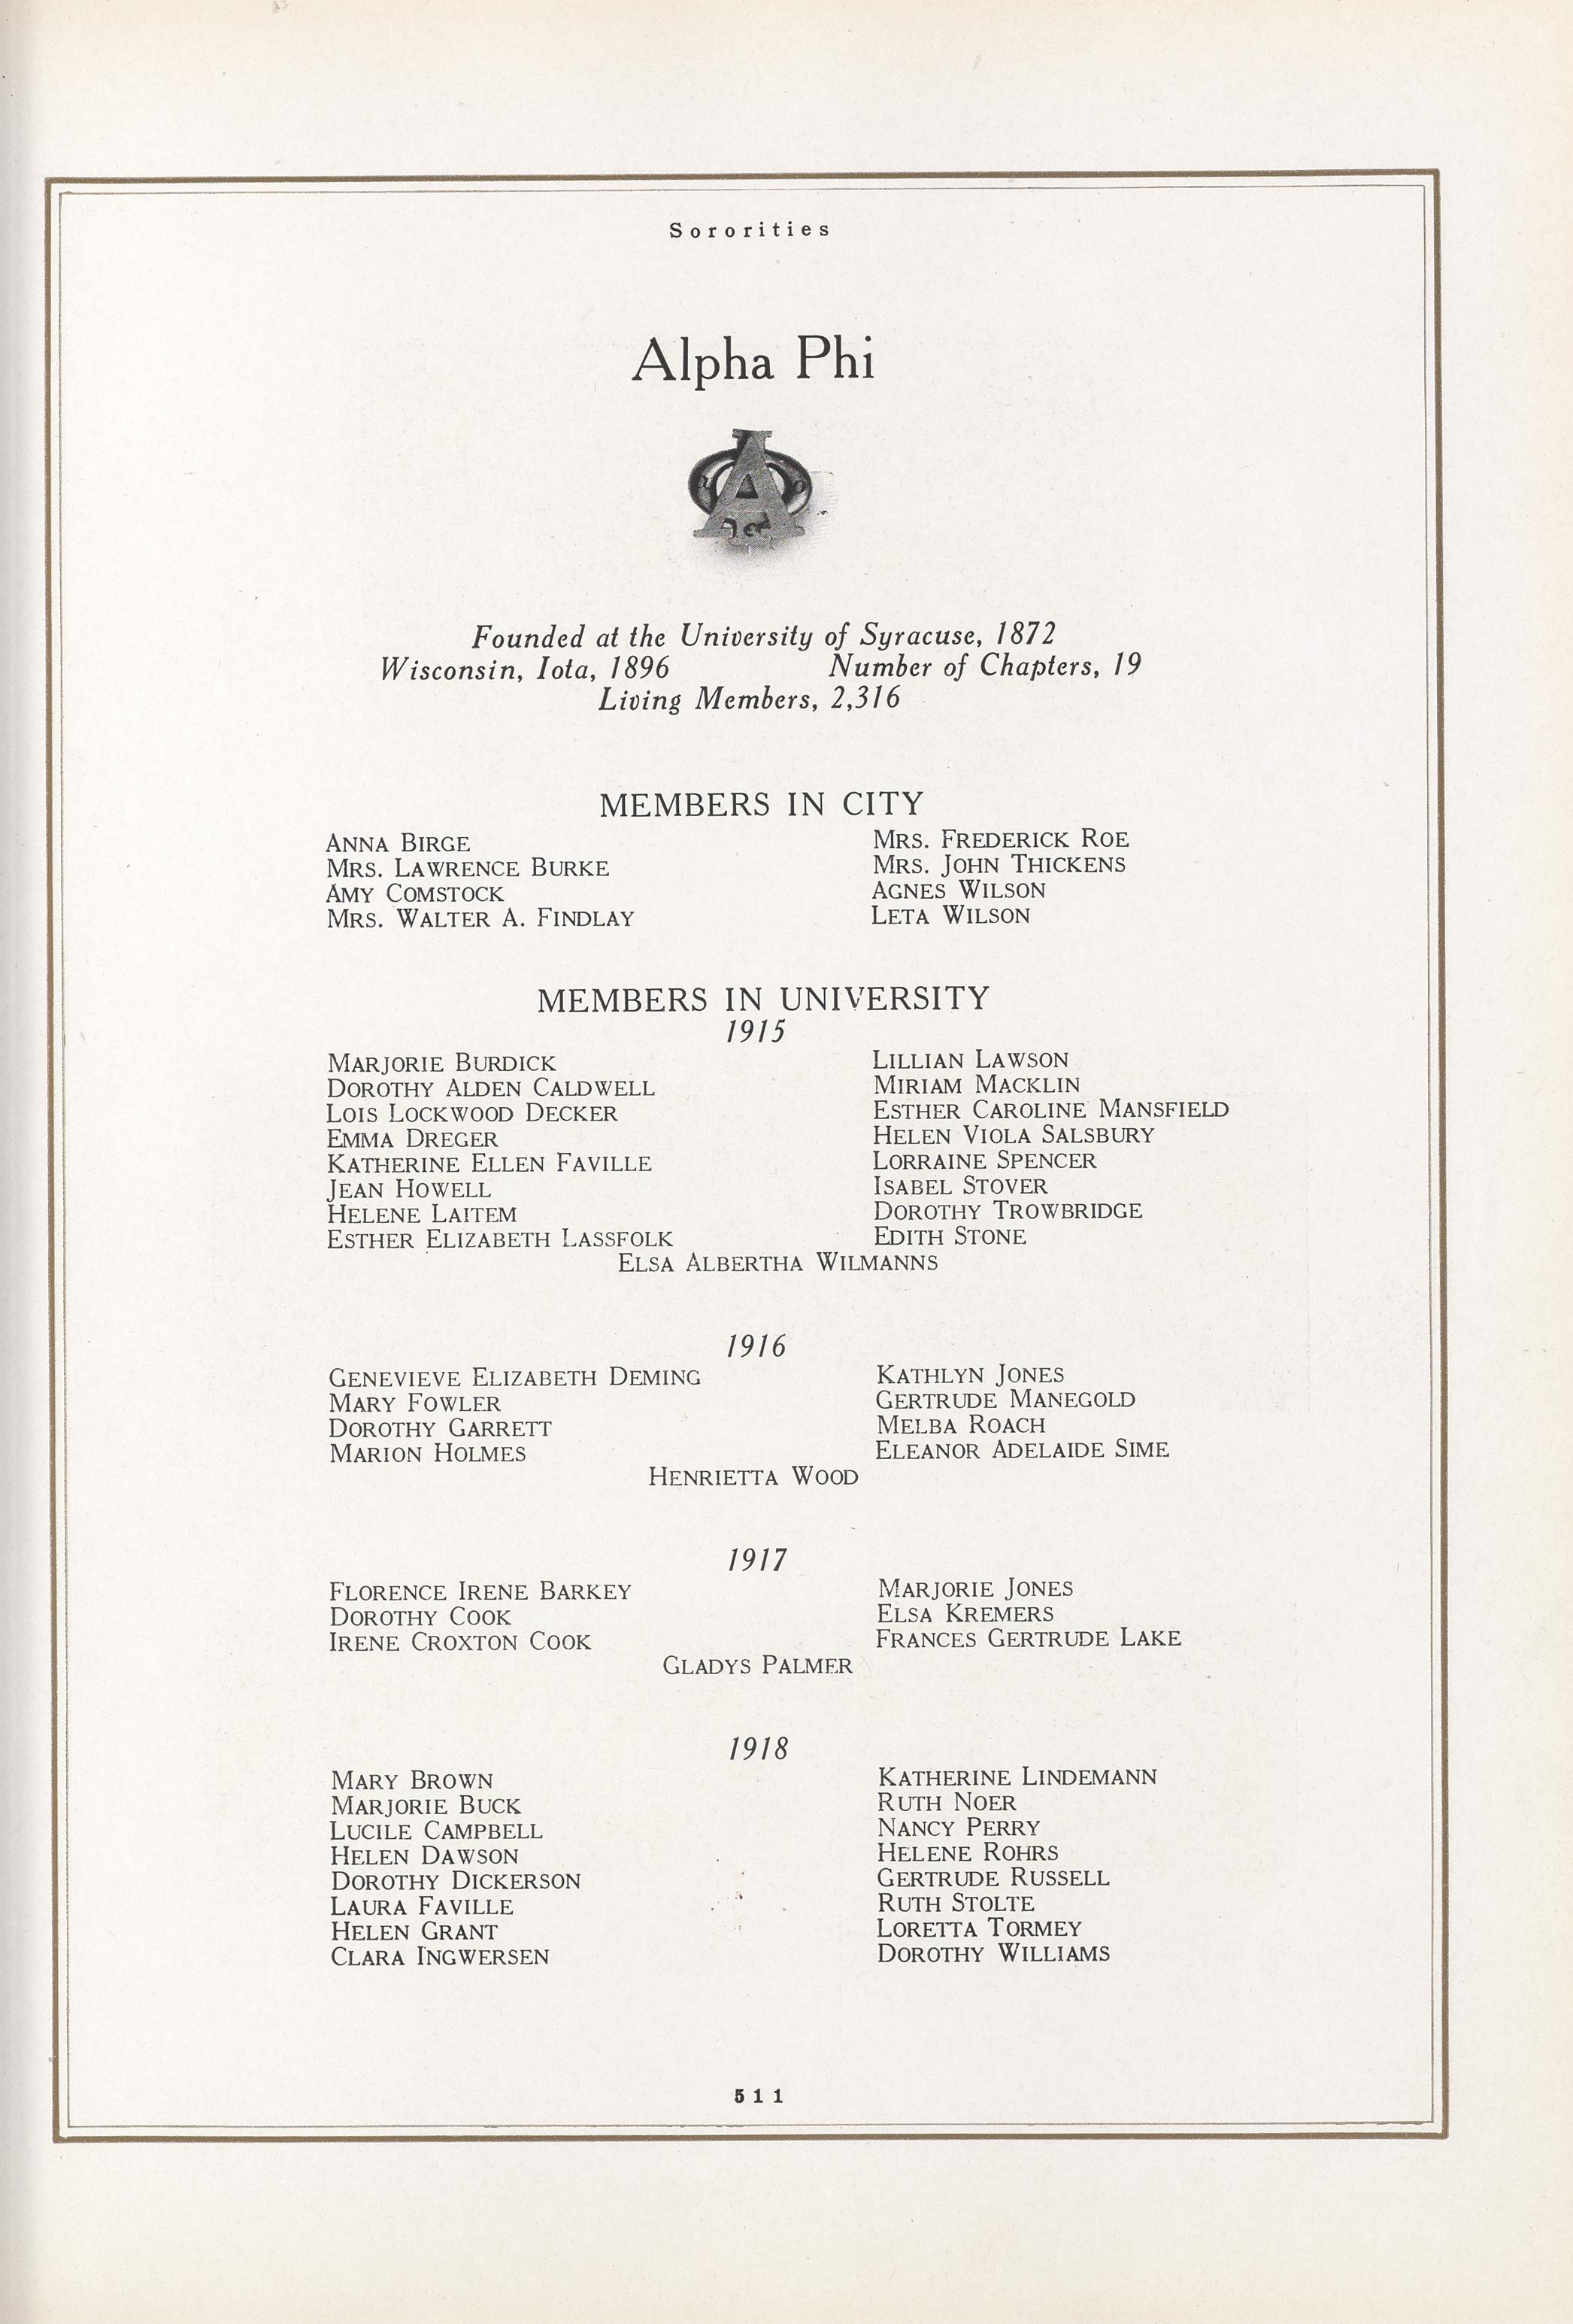 Sororities
Alpha Phi
Founded at the University of Syracuse, 1872
Wisconsin, Iota, 1896 Number of Chapters, 19
Living Members, 2,316
MEMBERS IN CITY
ANNA BIRGE MRS. FREDERICK ROE
MRS. LAWRENCE BURKE MRS. JOHN THICKENS
AMY COMSTOCK AGNES WILSON
MRS. WALTER A. FINDLAY LETA WILSON
MEMBERS IN UNIVERSITY
1915
MARJORIE BURDICK LILLIAN LAWSON
DOROTHY ALDEN CALDWELL MIRIAM MACKLIN
LOIS LOCKWOOD DECKER ESTHER CAROLINE MANSFIELD
EMMA DREGER HELEN VIOLA SALSBURY
KATHERINE ELLEN FAVILLE LORRAINE SPENCER
JEAN HOWELL ISABEL STOVER
HELENE LAITEM DOROTHY TROWBRIDGE
ESTHER ELIZABETH LASSFOLK EDITH STONE
ELSA ALBERTHA WILMANNS
1916
GENEVIEVE ELIZABETH DEMING KATHLYN JONES
MARY FOWLER GERTRUDE MANEGOLD
DOROTHY GARRETT MELBA ROACH
MARION HOLMES ELEANOR ADELAIDE SIME
HENRIETTA WOOD
1917
FLORENCE IRENE BARKEY MARJORIE JONES
DOROTHY COOK ELSA KREMERS
IRENE CROXTON COOK FRANCES GERTRUDE LAKE
GLADYS PALMER
1918
MARY BROWN KATHERINE LINDEMANN
MARJORIE BUCK RUTH NOER
LUCILE CAMPBELL NANCY PERRY
HELEN DAWSON HELENE ROHRS
DOROTHY DICKERSON GERTRUDE RUSSELL
LAURA FAVILLE RUTH STOLTE
HELEN GRANT LORETTA TORMEY
CLARA INGWERSEN DOROTHY WILLIAMS
511